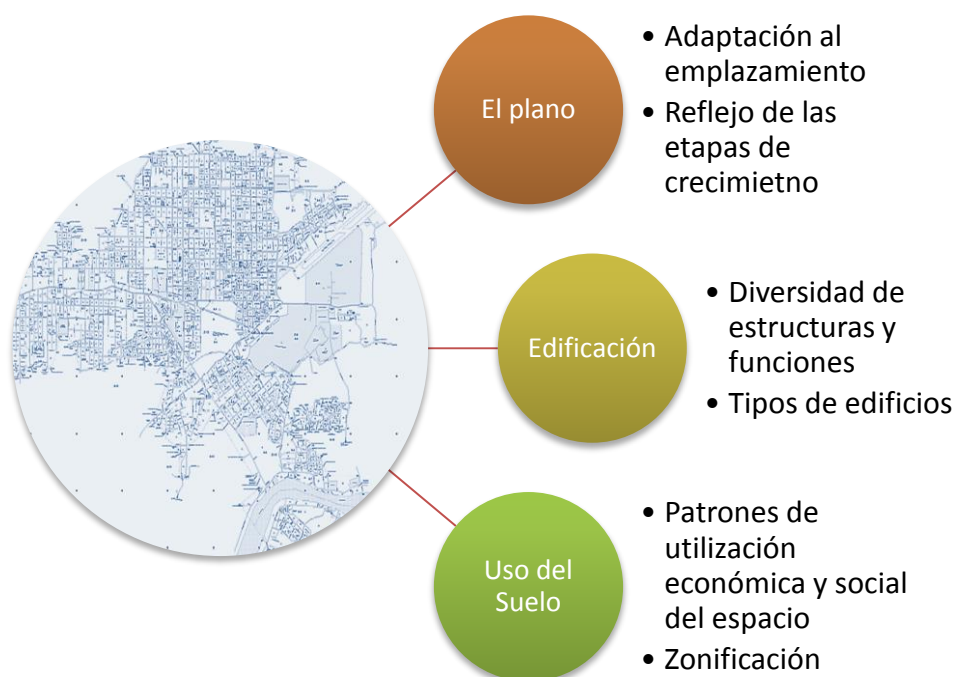 El plano
• Adaptación al
emplazamiento
• Reflejo de las
etapas de
crecimietno
Edificación
• Diversidad de
estructuras y
funciones
• Tipos de edificios
Uso del
Suelo
• Patrones de
utilización
económica y social
del espacio
• Zonificación